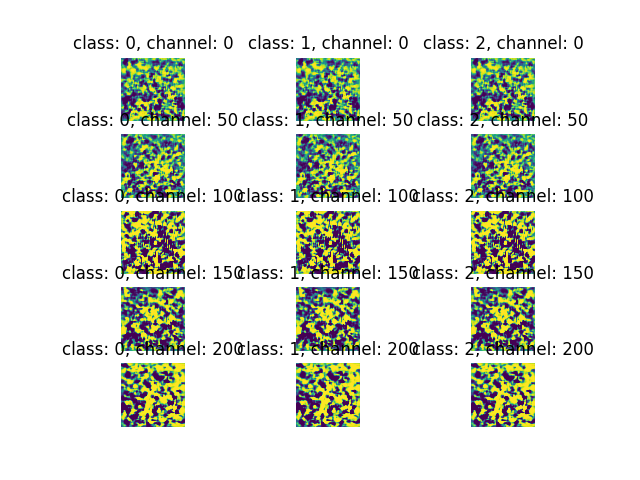 class: 0, channel: 0 class: 1, channel: 0 class: 2, channel: 0
class: 0, channel: 50 class: 1, channel: 50 class: 2, channel: 50
class: 0, channel: 100 class: 1, channel: 100 class: 2, channel: 100
class: 0, channel: 150 class: 1, channel: 150 class: 2, channel: 150
class: 0, channel: 200 class: 1, channel: 200 class: 2, channel: 200